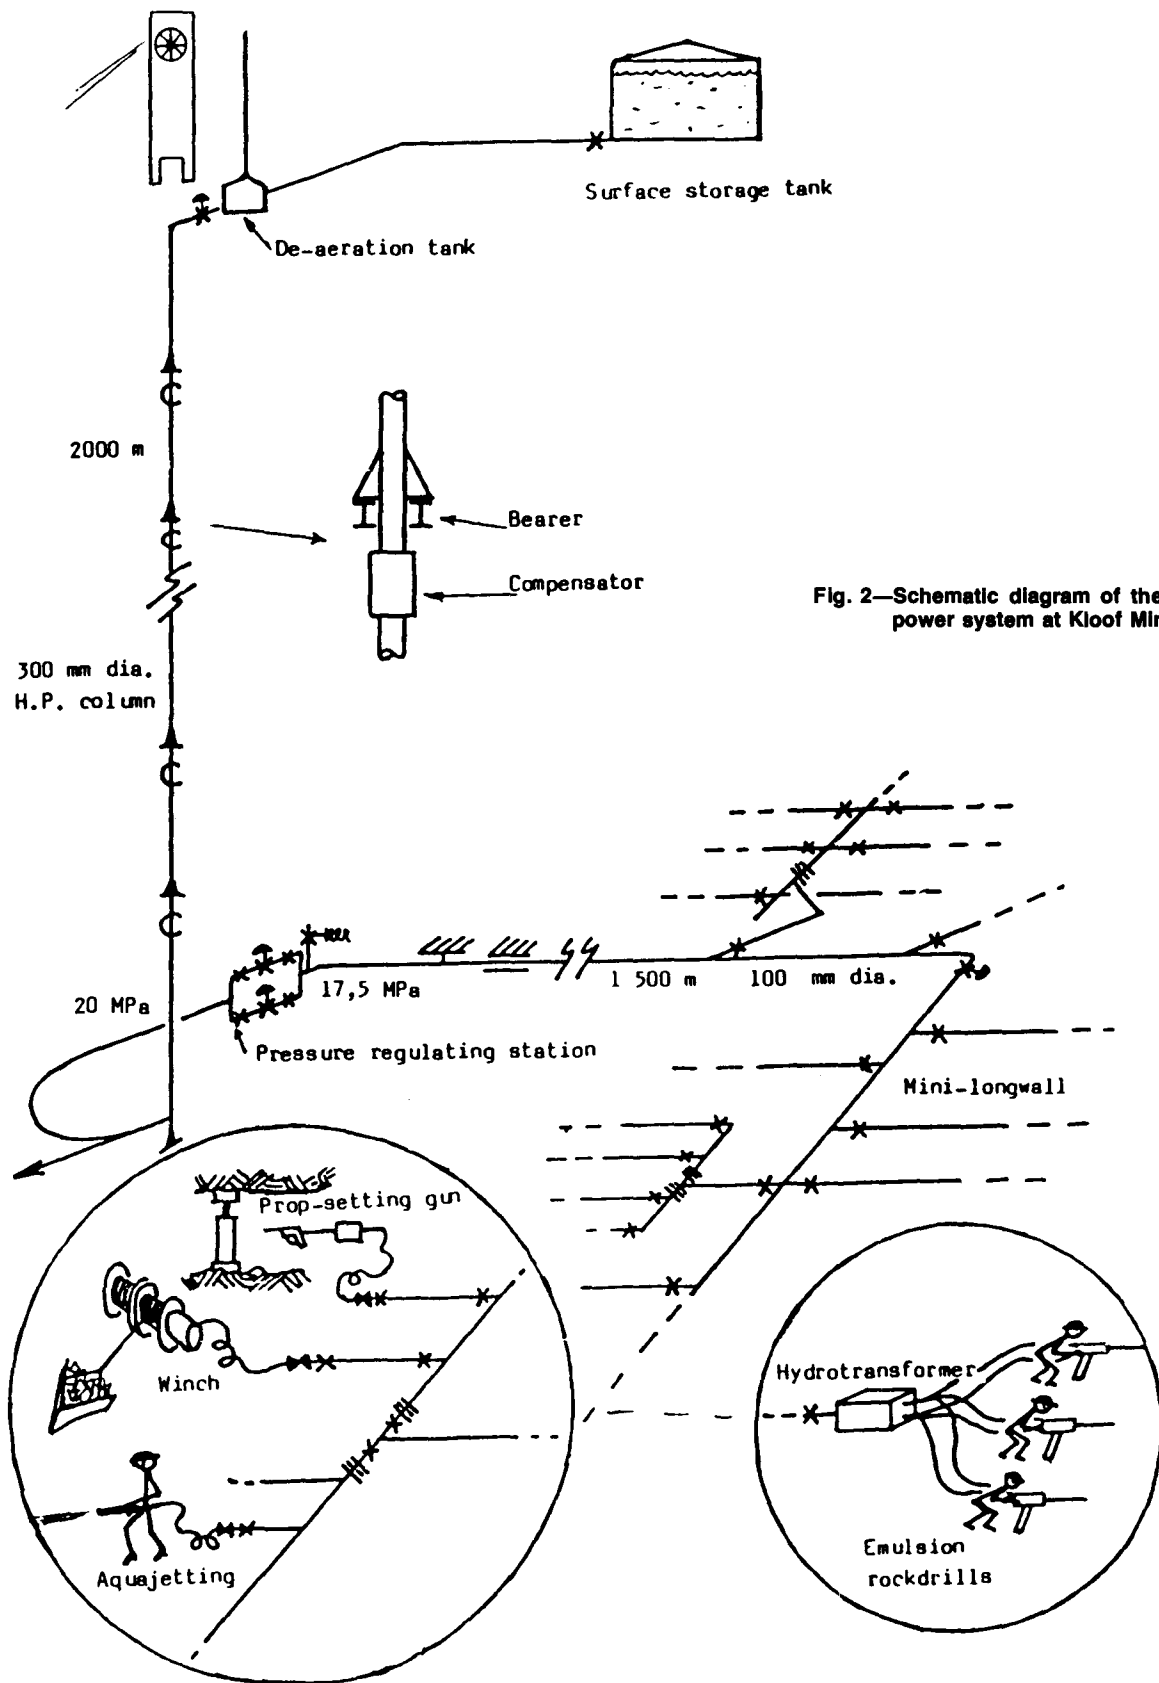 Surface storage tank
De-aeration tank
2000 m
Bearer
Compensator
Fig. 2—Schematic diagram of the
power system at Kloof
300 mm dia.
H.P. column
20 MPa
17,5 MPa
1 500 m 100 mm dia.
Pressure regulating station
Mini-longwall
Prop-setting gun
Winch
Aquajetting
Hydrotransformer
Emulsion
rockdrills